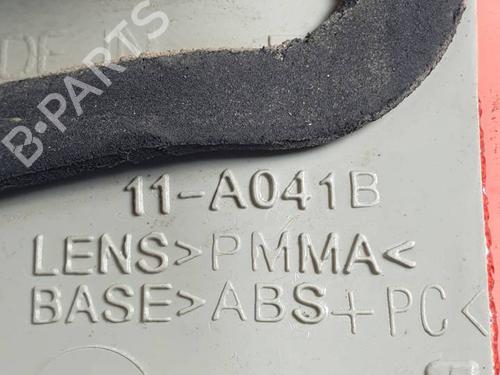 B-PARTS
11-A041B
LENS>PMMA<
BASE>ABS+PC<